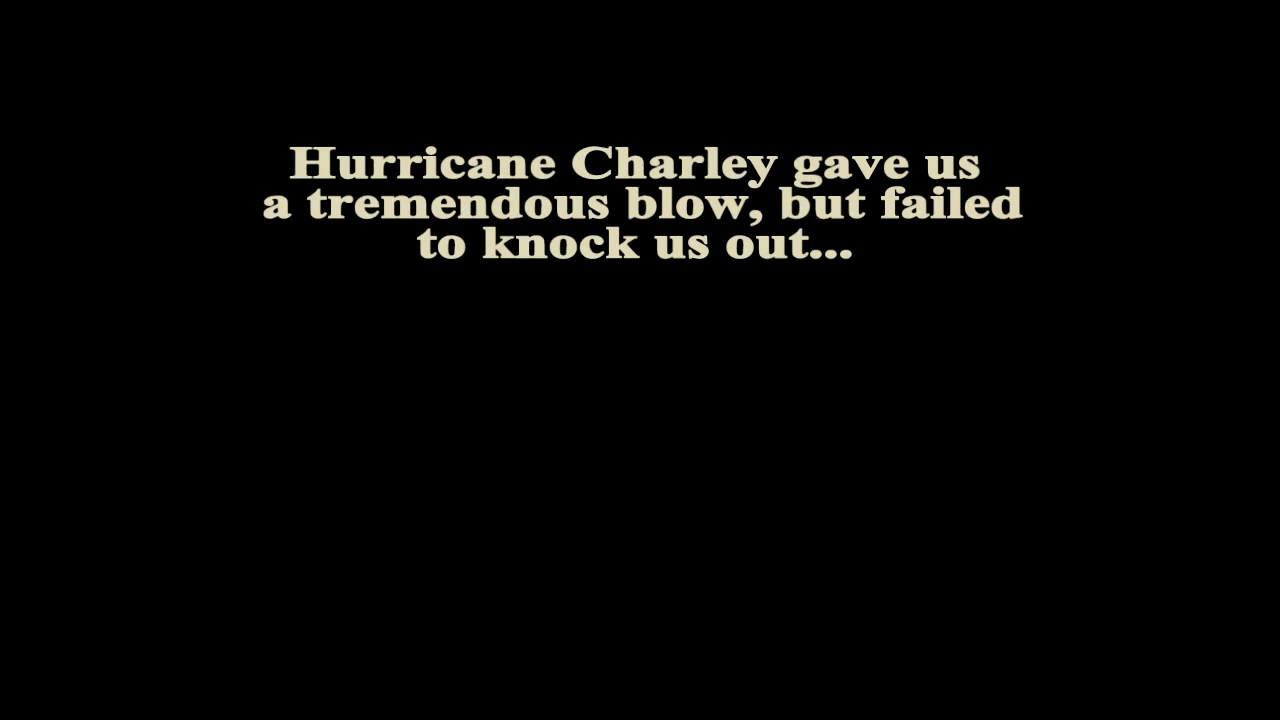 Hurricane Charley gave us
a tremendous blow, but failed
to knock us out...